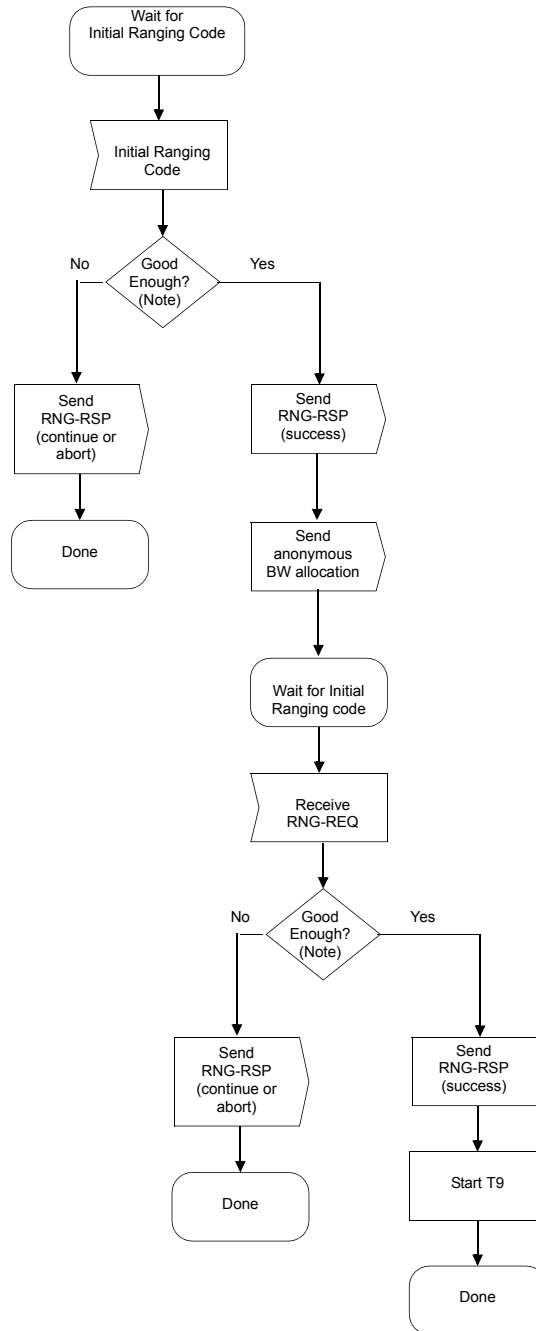 Wait for
Initial Ranging Code
Initial Ranging
Code
Good
Enough?
(Note)
No
Yes
Send
RNG-RSP
(continue or
abort)
Send
RNG-RSP
(success)
Done
Send
anonymous
BW allocation
Wait for Initial
Ranging code
Receive
RNG-REQ
Good
Enough?
(Note)
No
Yes
Send
RNG-RSP
(continue or
abort)
Send
RNG-RSP
(success)
Done
Start T9
Done